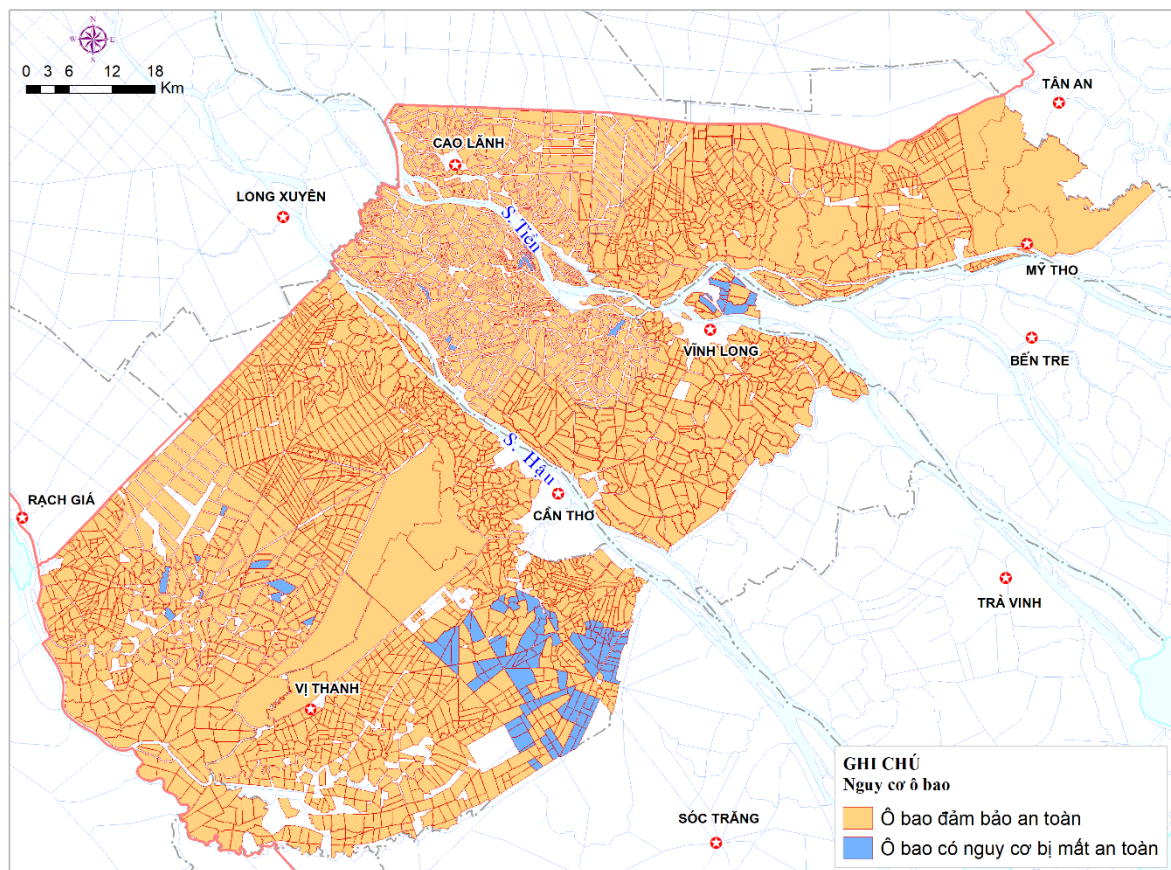 N
W E
S
0 3 6 12 18
Km
TÂN AN
CAO LÃNH
LONG XUYÊN
S. Tiền
MỸ THO
VĨNH LONG
BẾN TRE
S. Hậu
RẠCH GIÁ
CẦN THƠ
TRÀ VINH
VỊ THANH
SÓC TRĂNG
GHI CHÚ
Nguy cơ ô bao
Ô bao đảm bảo an toàn
Ô bao có nguy cơ bị mất an toàn